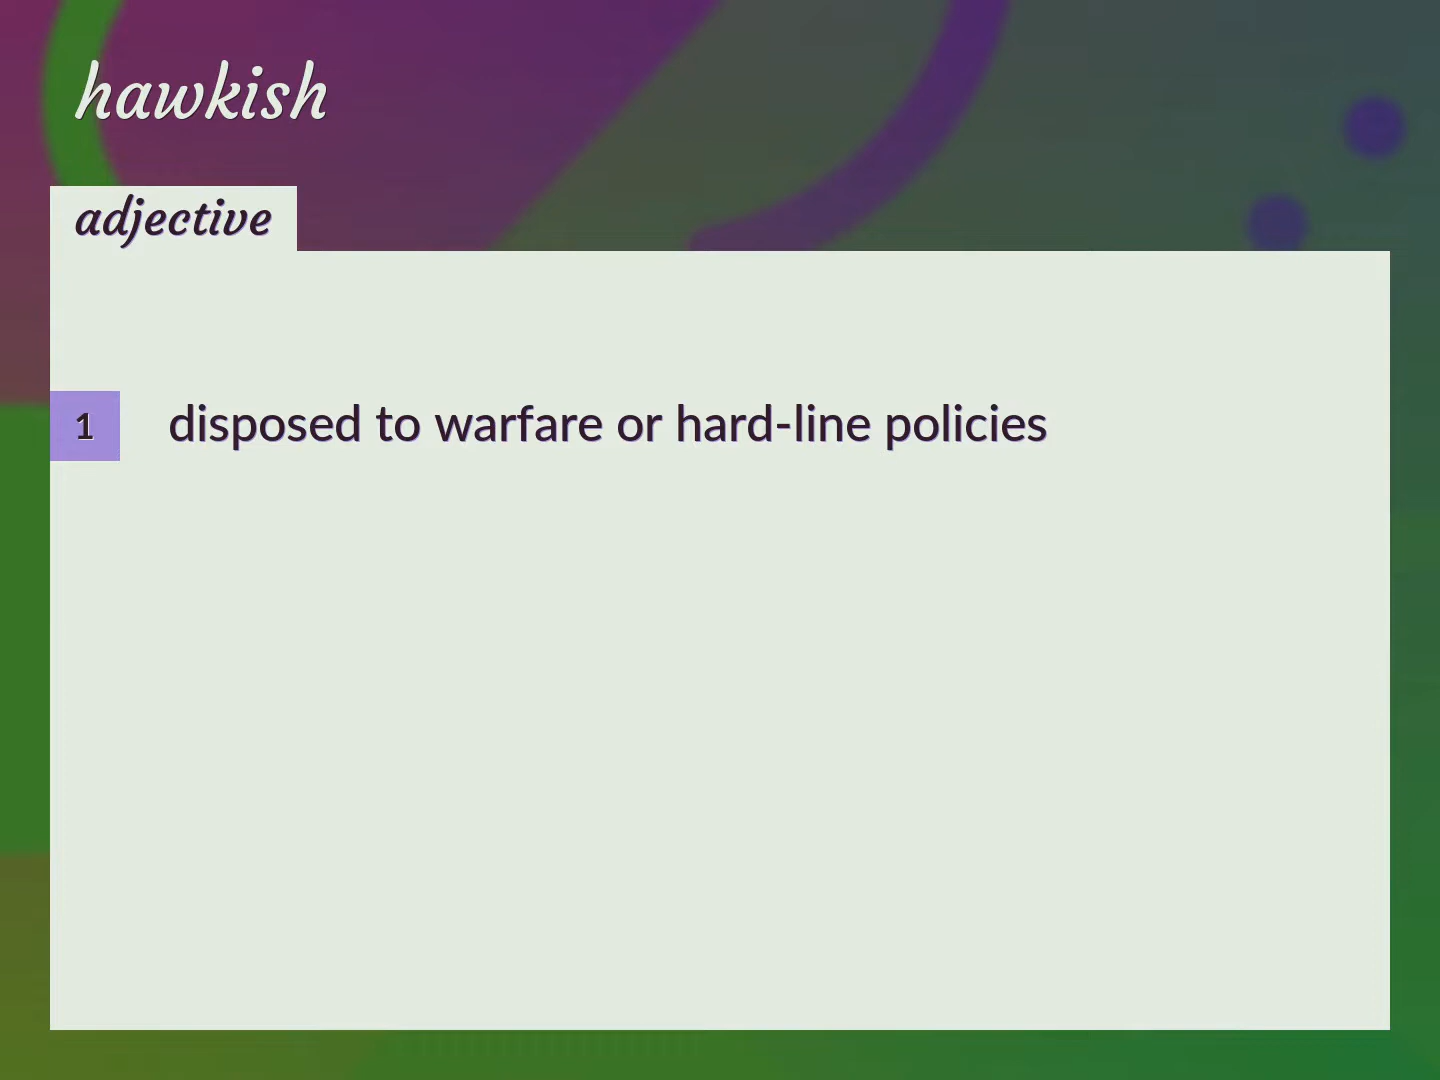 hawkish
adjective
1 disposed to warfare or hard-line policies